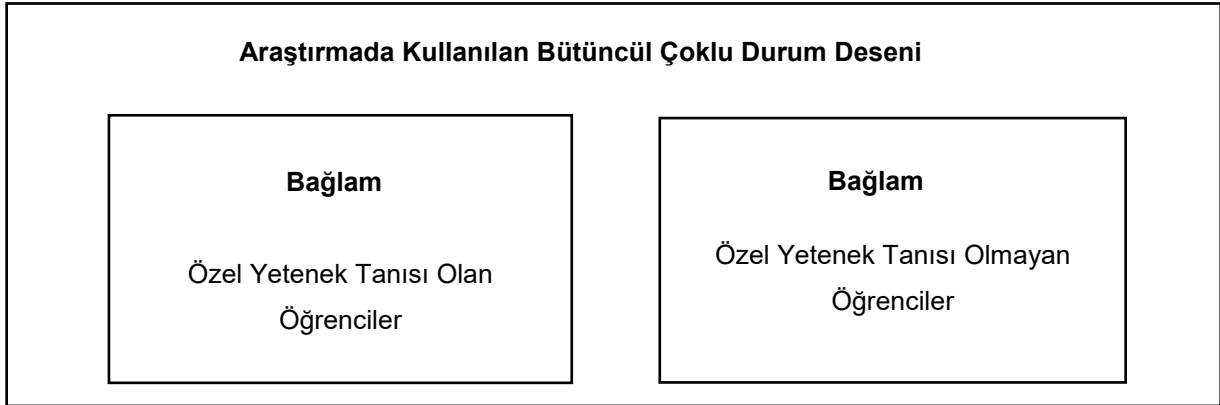 Araştırmada Kullanılan Bütüncül Çoklu Durum Deseni
Bağlam
Özel Yetenek Tanısı Olan
Öğrenciler
Bağlam
Özel Yetenek Tanısı Olmayan
Öğrenciler